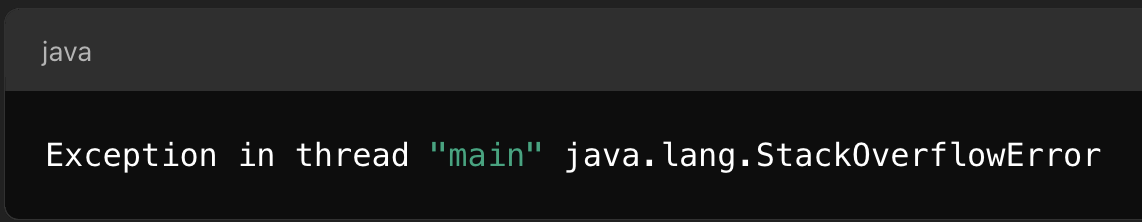 java
Exception in thread "main" java.lang.StackOverflowError